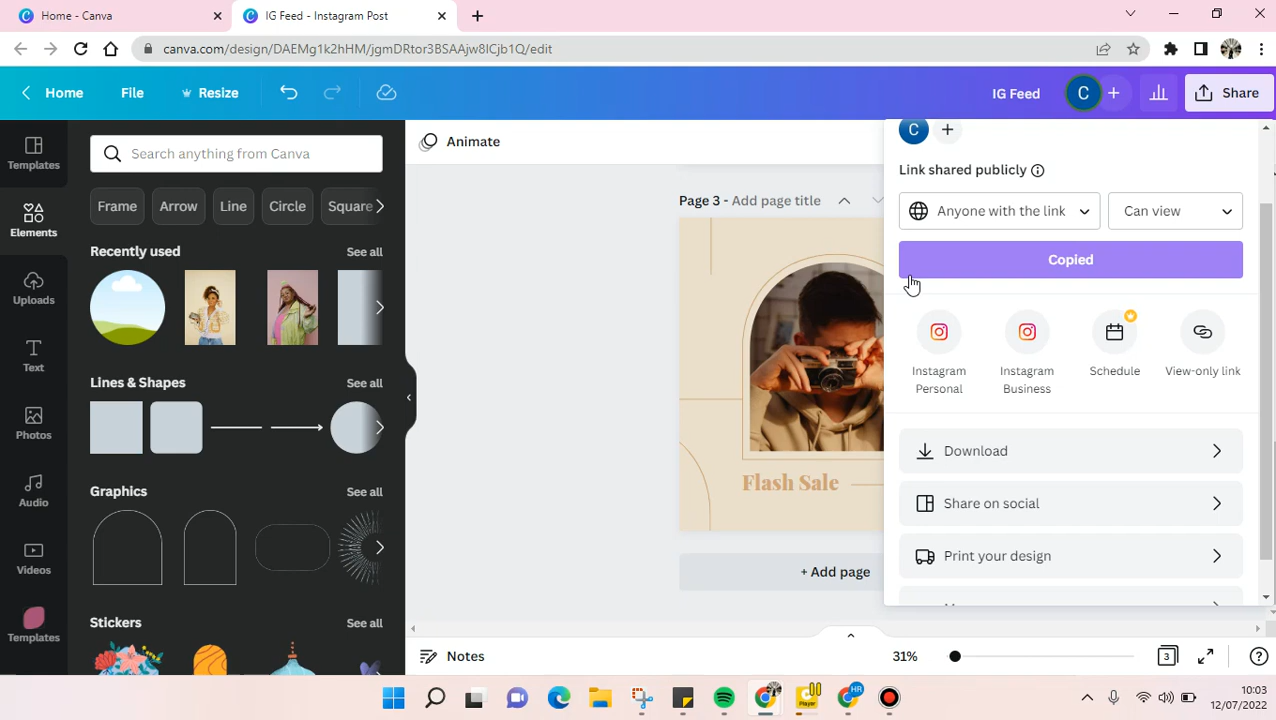 Home - Canva
IG Feed - Instagram Post
canva.com/design/DAEMg1k2hHM/jgmDRtor3BSAAjw8ICjb1Q/edit
Home
File
Resize
IG Feed
C
Share
Templates
Elements
Uploads
Text
Photos
Audio
Videos
Templates
Search anything from Canva
Frame
Arrow
Line
Circle
Square
Recently used
See all
Lines & Shapes
See all
Graphics
See all
Stickers
See all
Animate
Page 3 - Add page title
Flash Sale
+ Add page
C
Link shared publicly
Anyone with the link
Can view
Copied
Instagram Personal
Instagram Business
Schedule
View-only link
Download
Share on social
Print your design
Notes
31%
3
HR
Player
10:03
12/07/2022